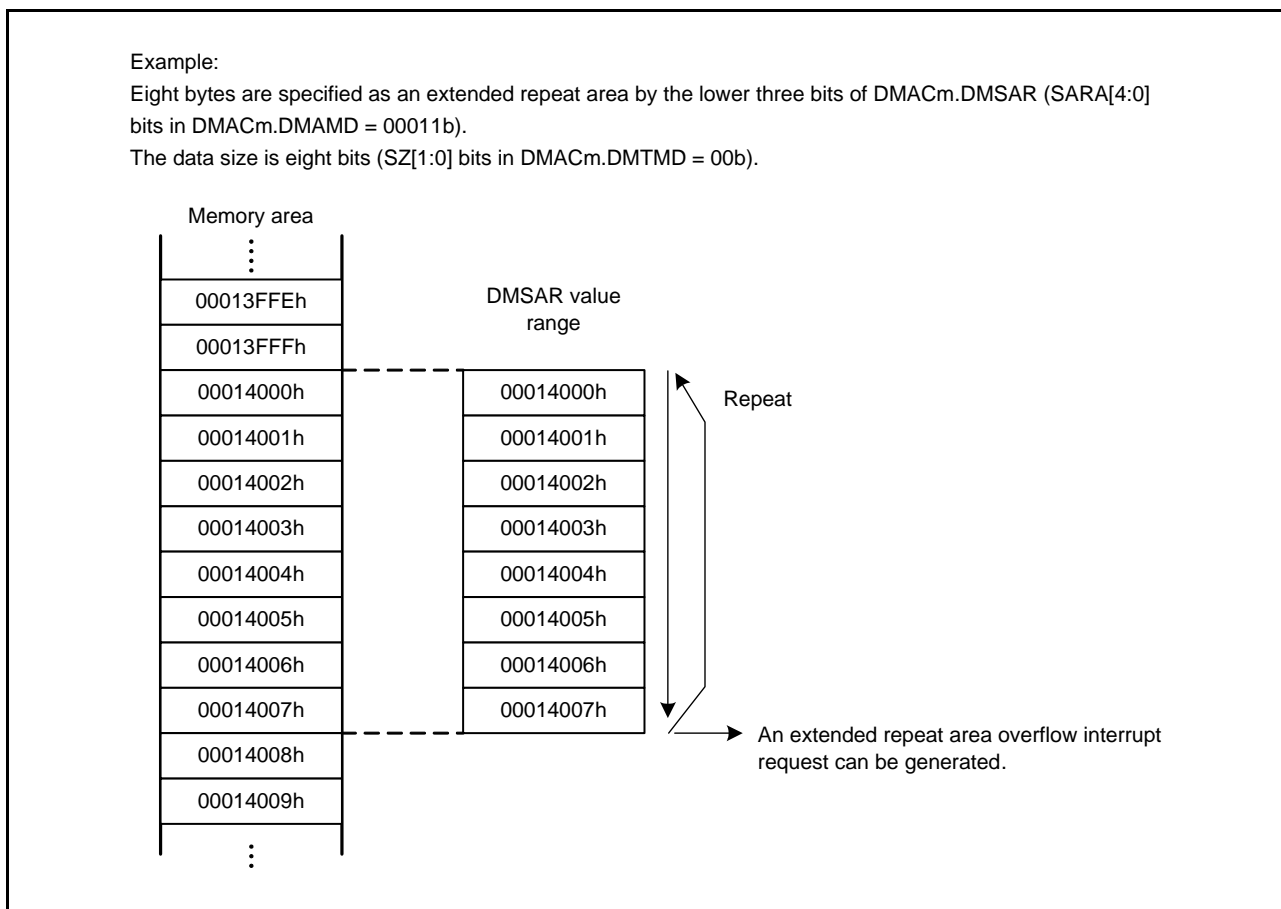 Example:
Eight bytes are specified as an extended repeat area by the lower three bits of DMACm.DMSAR (SARA[4:0]
bits in DMACm.DMAMD = 00011b).
The data size is eight bits (SZ[1:0] bits in DMACm.DMTMD = 00b).
Memory area
00013FFEh
00013FFFh
00014000h
00014001h
00014002h
00014003h
00014004h
00014005h
00014006h
00014007h
00014008h
00014009h
DMSAR value
range
00014000h
00014001h
00014002h
00014003h
00014004h
00014005h
00014006h
00014007h
Repeat
An extended repeat area overflow interrupt
request can be generated.